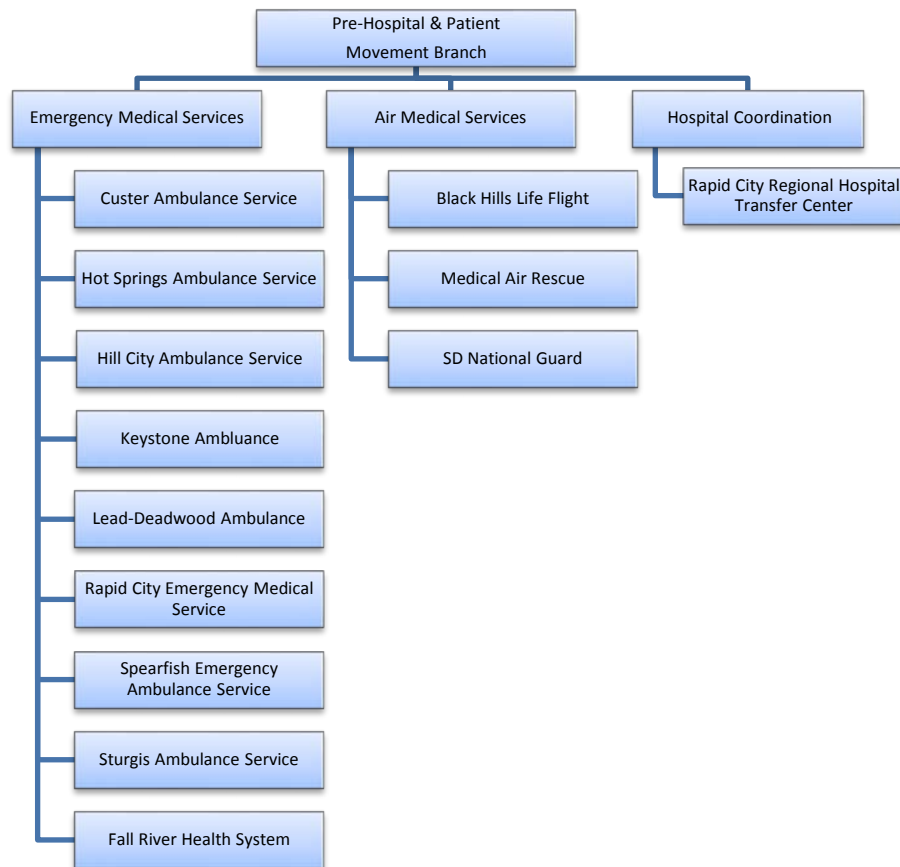 Pre-Hospital & Patient
Movement Branch
Emergency Medical Services
Air Medical Services
Hospital Coordination
Custer Ambulance Service
Hot Springs Ambulance Service
Hill City Ambulance Service
Keystone Ambluance
Lead-Deadwood Ambulance
Rapid City Emergency Medical
Service
Spearfish Emergency
Ambulance Service
Sturgis Ambulance Service
Fall River Health System
Black Hills Life Flight
Medical Air Rescue
SD National Guard
Rapid City Regional Hospital
Transfer Center